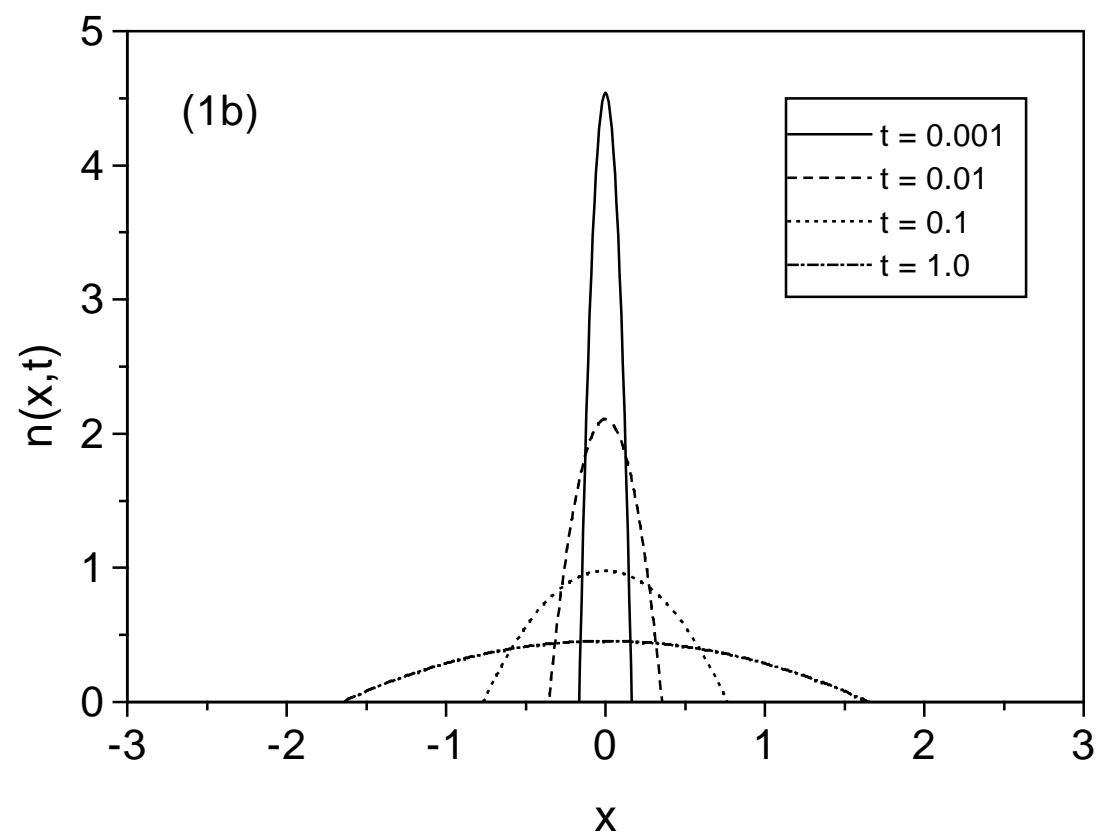 5
(1b)
t = 0.001
4
t = 0.01
t = 0.1
t = 1.0
3
n(x,t)
2
1
0
-3 -2 -1 0 1 2 3
x